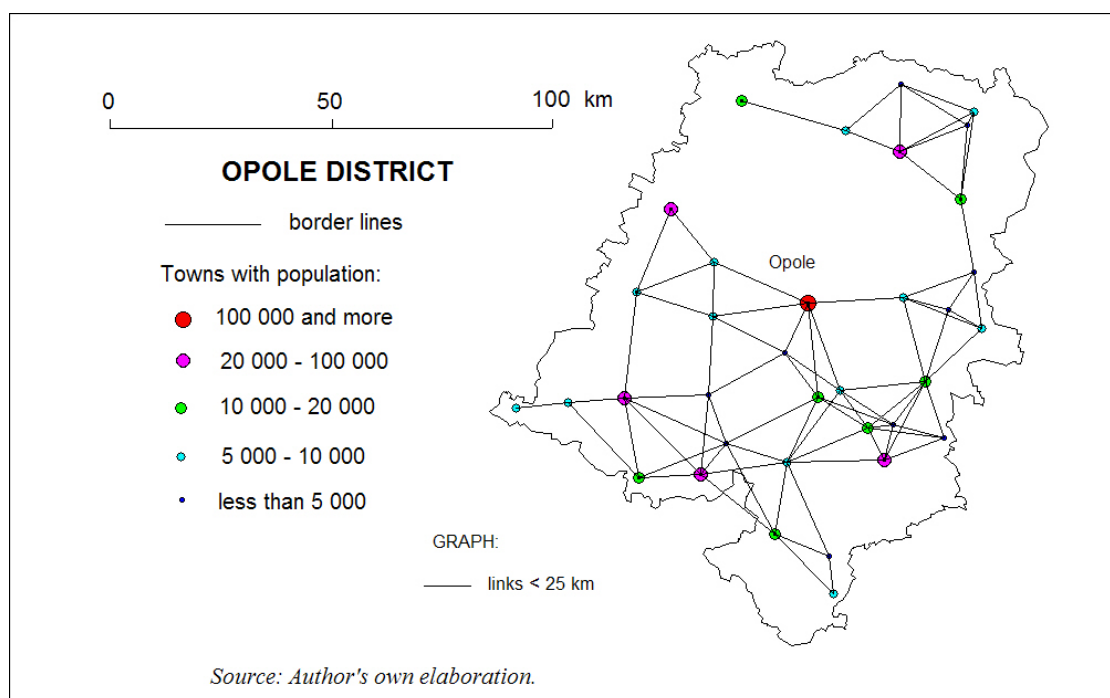 0 50 100 km
OPOLE DISTRICT
border lines
Towns with population:
100 000 and more
20 000 - 100 000
10 000 - 20 000
5 000 - 10 000
less than 5 000
Opole
GRAPH:
links < 25 km
Source: Author's own elaboration.